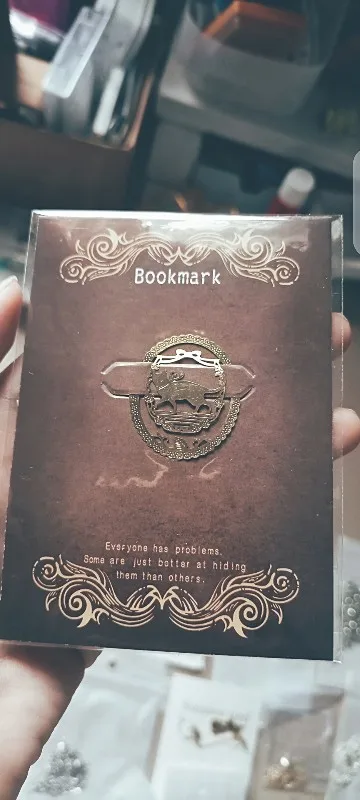 Bookmark
Everyone has problems.
Some are just better at hiding
them than others.